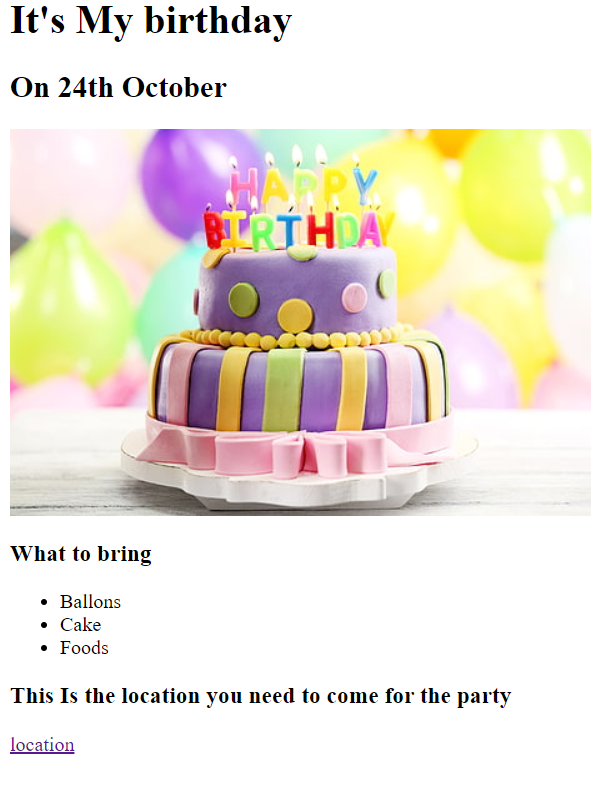 It's My birthday
On 24th October
HAPPY
BIRTHDAY
What to bring
Ballons
Cake
Foods
This Is the location you need to come for the party
location